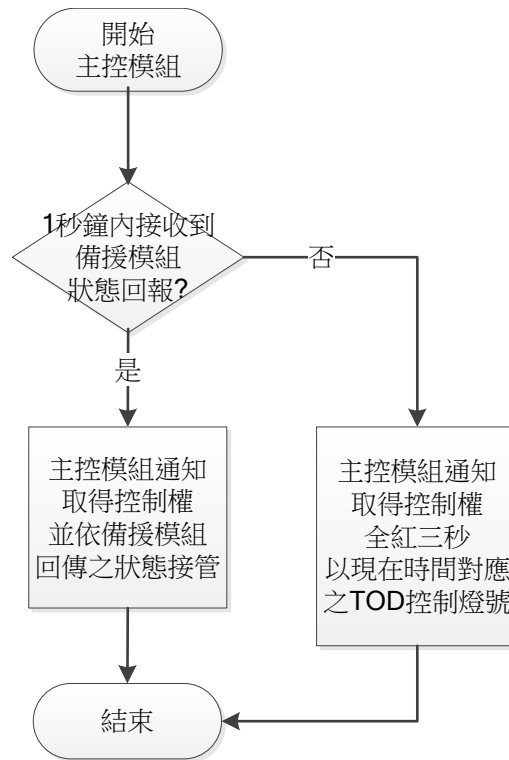 開始
主控模組
1秒鐘內接收到
備援模組
狀態回報?
否
是
主控模組通知
取得控制權
並依備援模組
回傳之狀態接管
主控模組通知
取得控制權
全紅三秒
以現在時間對應
之TOD控制燈號
結束